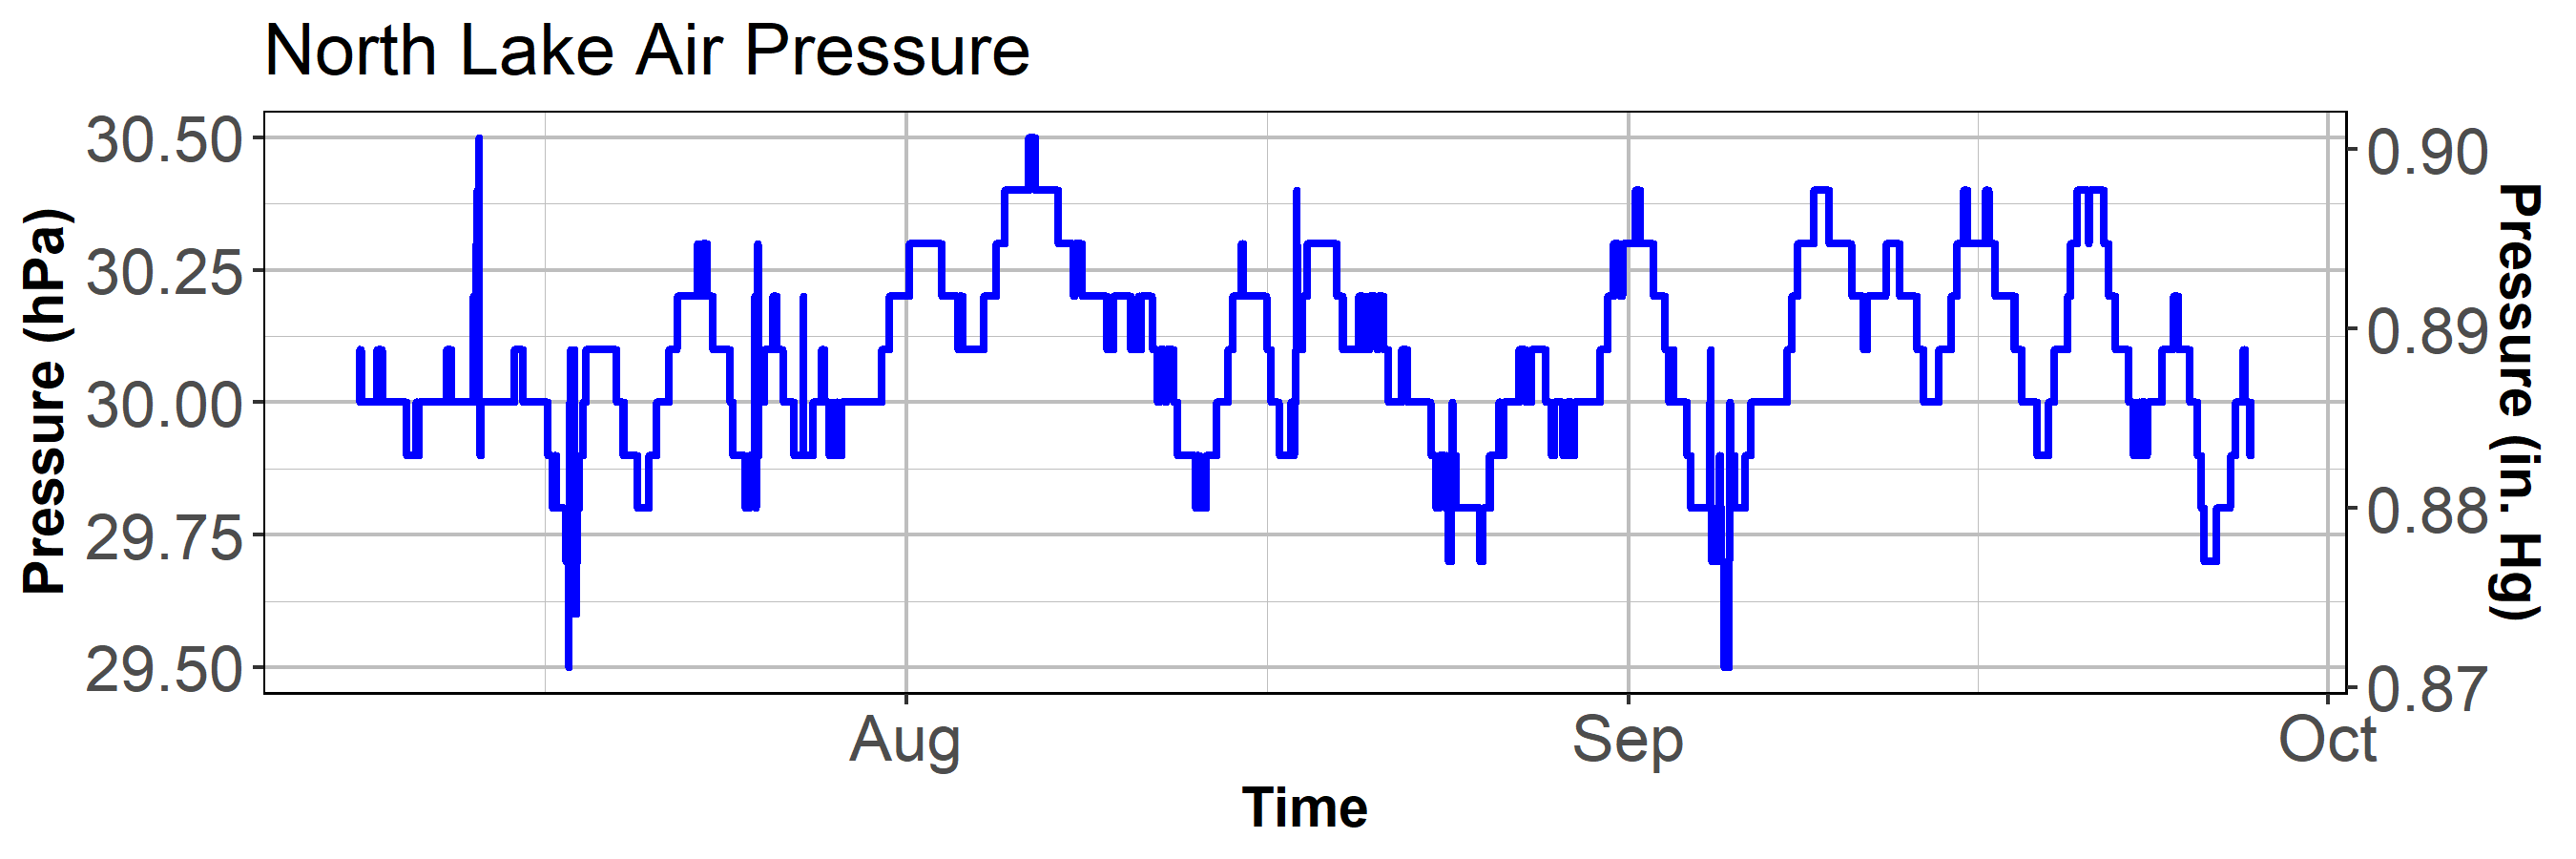 North Lake Air Pressure
Pressure (hPa)
30.50
30.25
30.00
29.75
29.50
0.90
0.89
0.88
0.87
Pressure (in. Hg)
Aug Sep Oct
Time